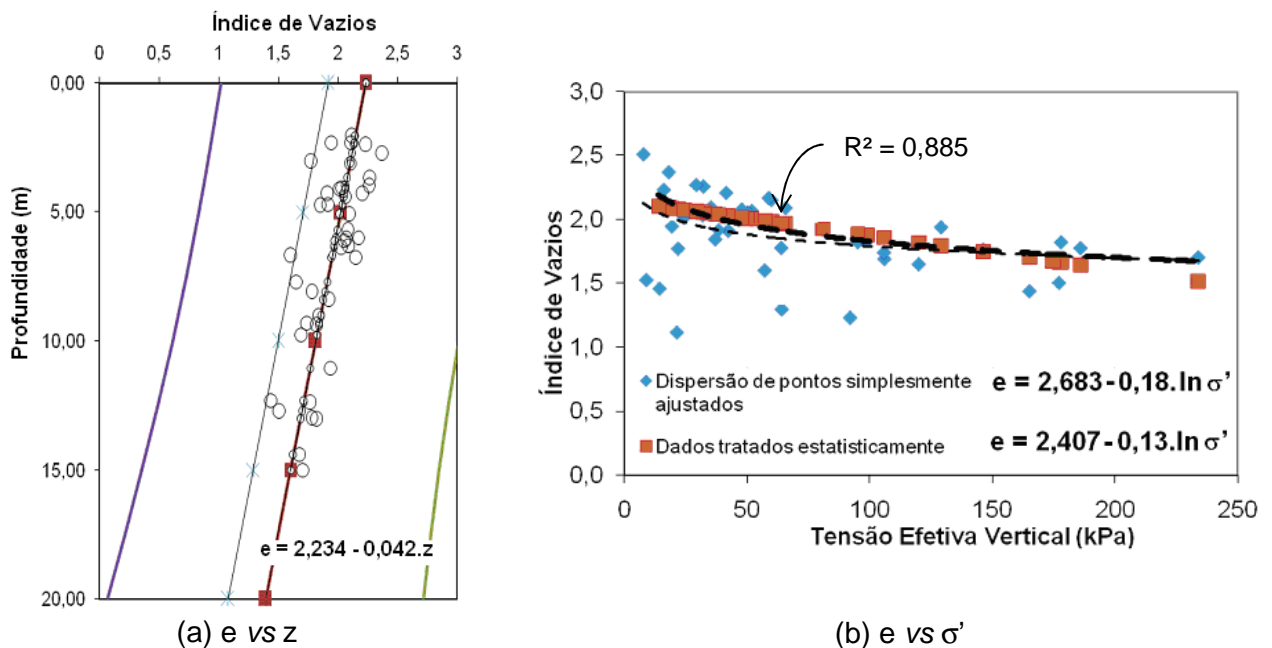 Índice de Vazios
0 0,5 1 1,5 2 2,5 3
Profundidade (m)
0,00
5,00
10,00
15,00
20,00
e = 2,234 - 0,042.z
(a) e vs z
Índice de Vazios
3,0
2,5
2,0
1,5
1,0
0,5
0,0
R² = 0,885
Dispersão de pontos simplesmente
ajustados
e = 2,683 - 0,18.ln σ'
Dados tratados estatisticamente
e = 2,407 - 0,13.ln σ'
0 50 100 150 200 250
Tensão Efetiva Vertical (kPa)
(b) e vs σ'